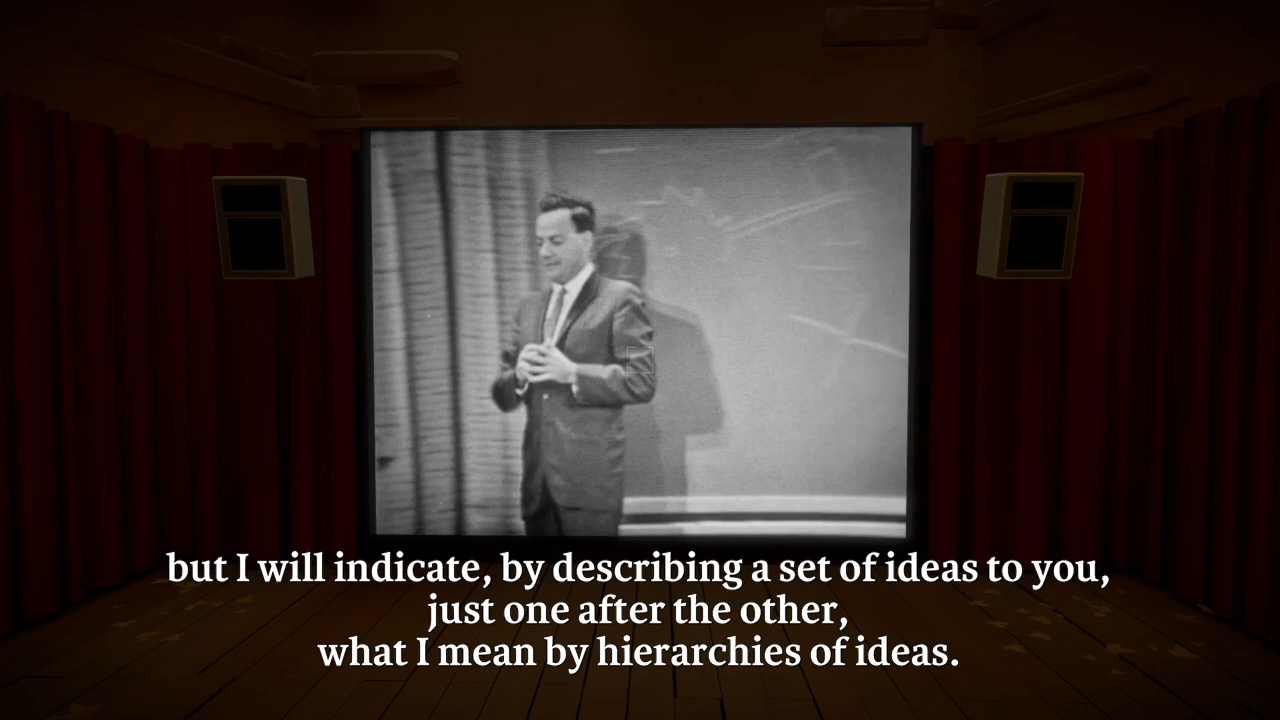 but I will indicate, by describing a set of ideas to you,
just one after the other,
what I mean by hierarchies of ideas.